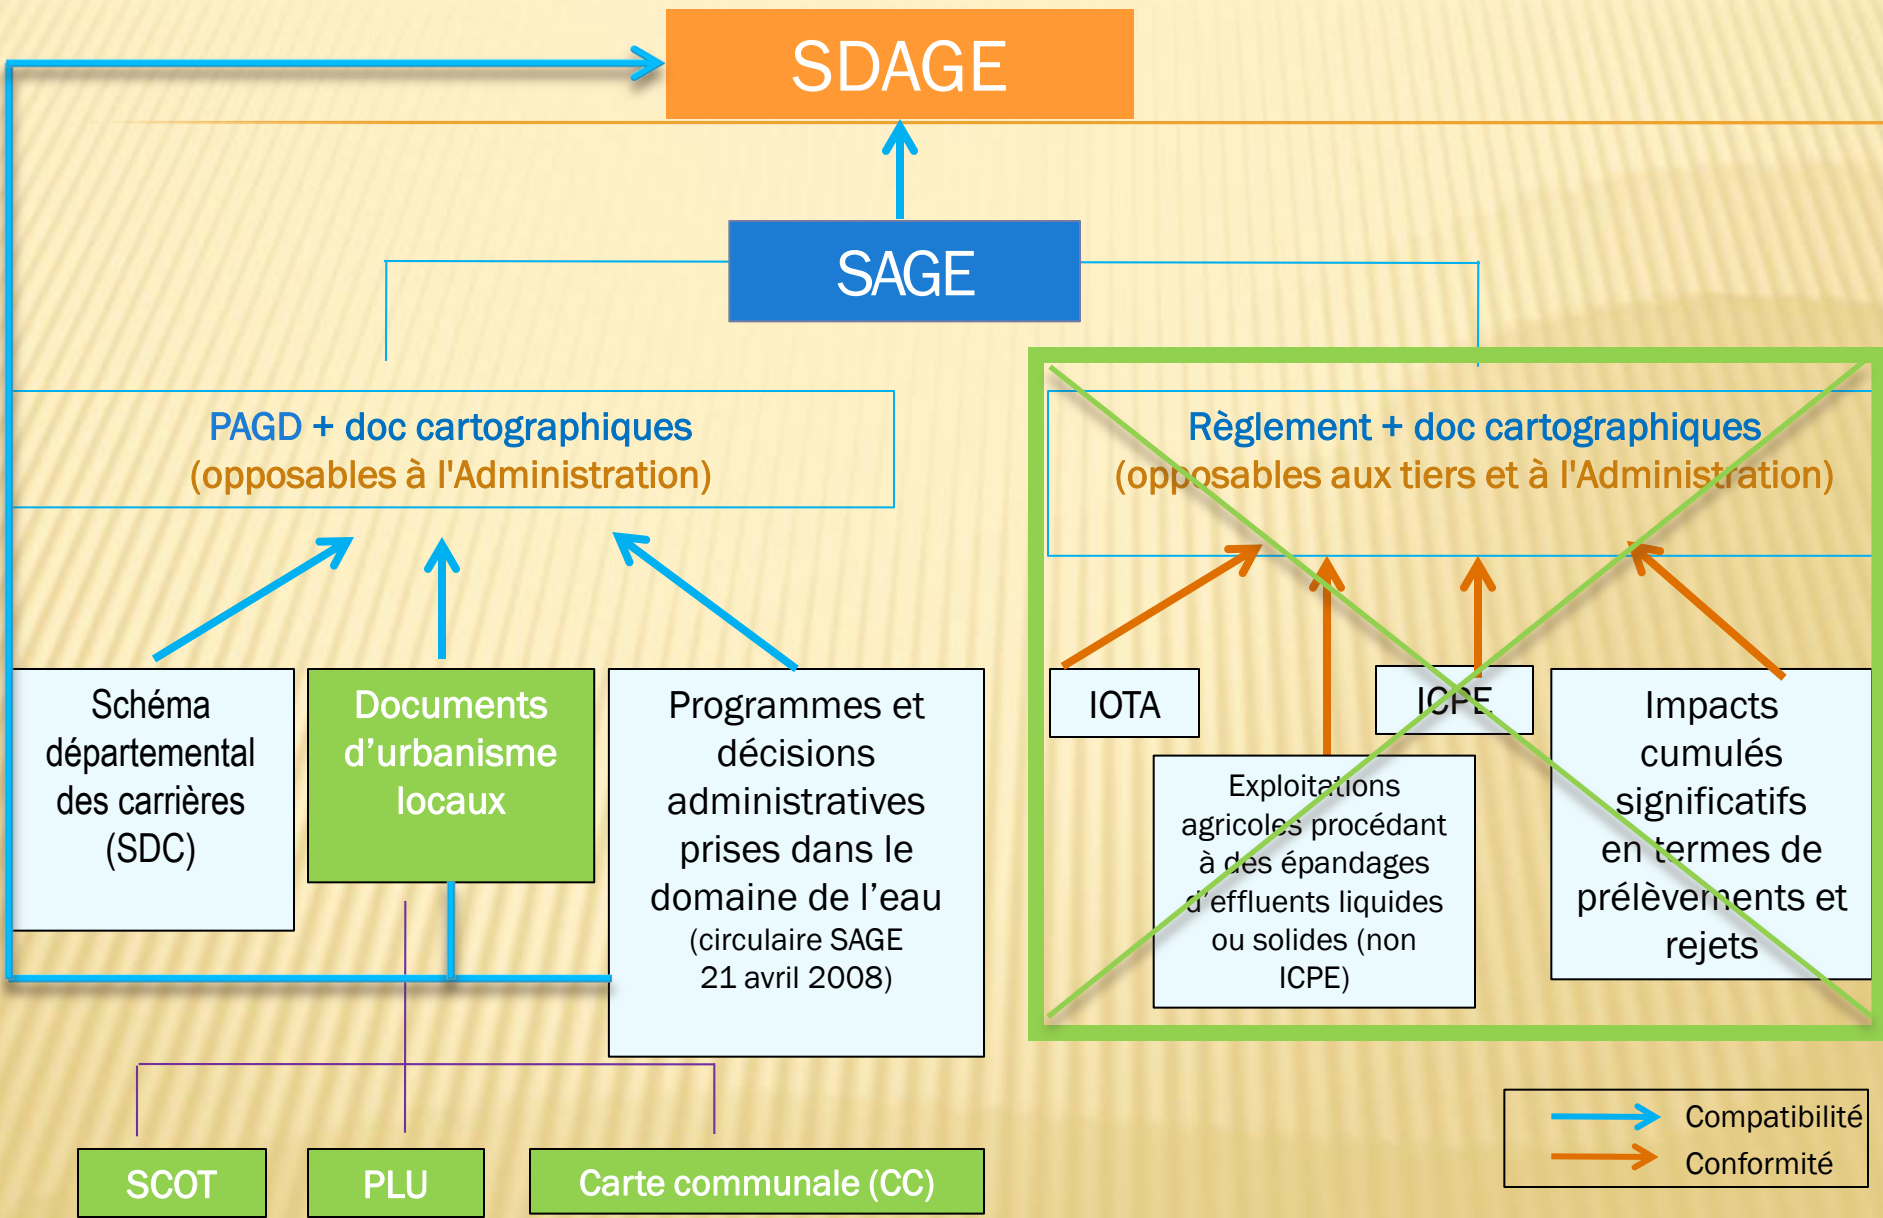 SDAGE
SAGE
PAGD + doc cartographiques
(opposables à l'Administration)
Règlement + doc cartographiques
(opposables aux tiers et à l'Administration)
Schéma
départemental
des carrières
(SDC)
Documents
d’urbanisme
locaux
Programmes et
décisions
administratives
prises dans le
domaine de l’eau
(circulaire SAGE
21 avril 2008)
IOTA
Exploitations
agricoles procédant
à des épandages
d’effluents liquides
ou solides (non
ICPE)
ICPE
Impacts
cumulés
significatifs
en termes de
prélèvements et
rejets
SCOT
PLU
Carte communale (CC)
Compatibilité
Conformité